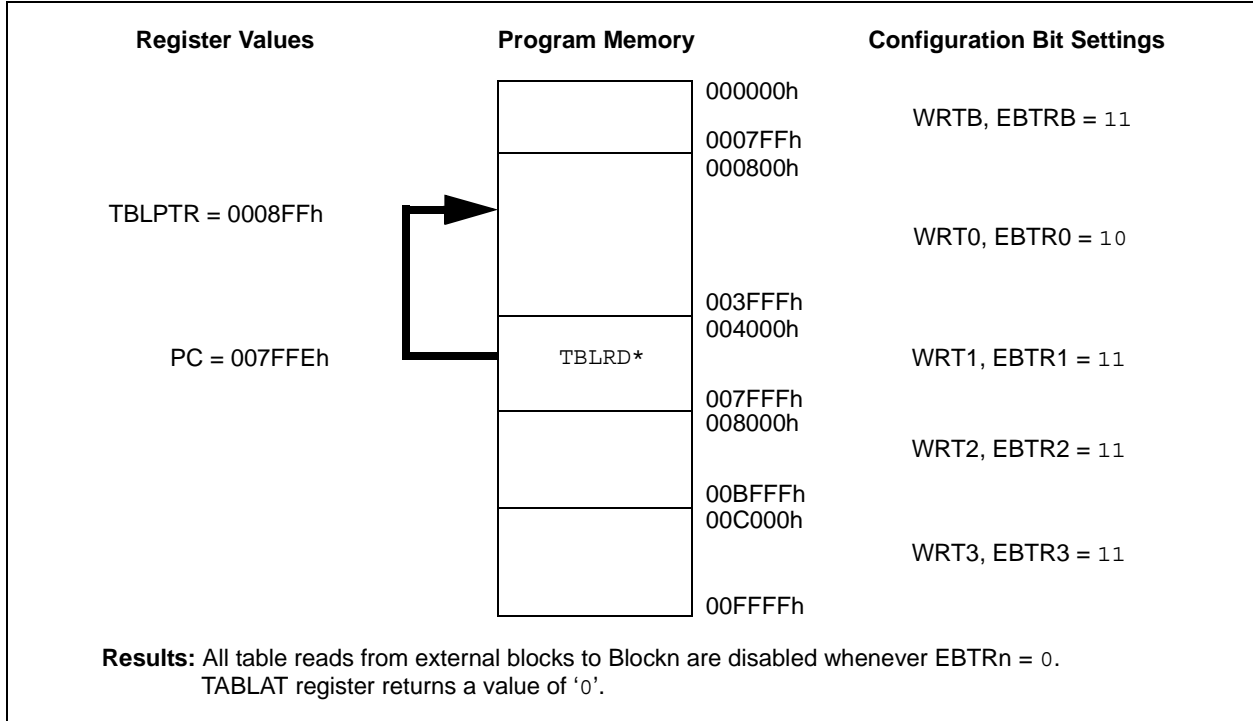 Register Values Program Memory Configuration Bit Settings
000000h
WRTB, EBTRB = 11
0007FFh
000800h
TBLPTR = 0008FFh
WRT0, EBTR0 = 10
003FFFh
004000h
PC = 007FFEh TBLRD* WRT1, EBTR1 = 11
007FFFh
008000h
WRT2, EBTR2 = 11
00BFFFh
00C000h
WRT3, EBTR3 = 11
00FFFFh
Results: All table reads from external blocks to Blockn are disabled whenever EBTRn = 0.
TABLAT register returns a value of ‘0’.